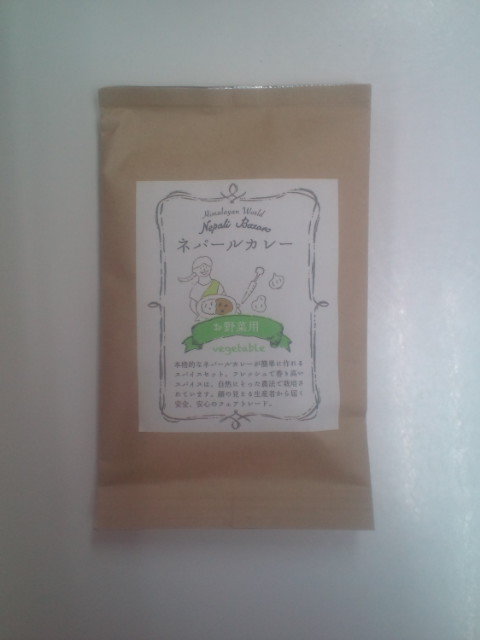 Himalayan World
Nepali Bazaro
ネパールカレー
お野菜用
vegetable
本格的なネパールカレーが簡単に作れる
スパイスセット。フレッシュで香り高い
スパイスは、自然にそった農法で栽培さ
れています。顔の見える生産者から届く
安全、安心のフェアトレード。